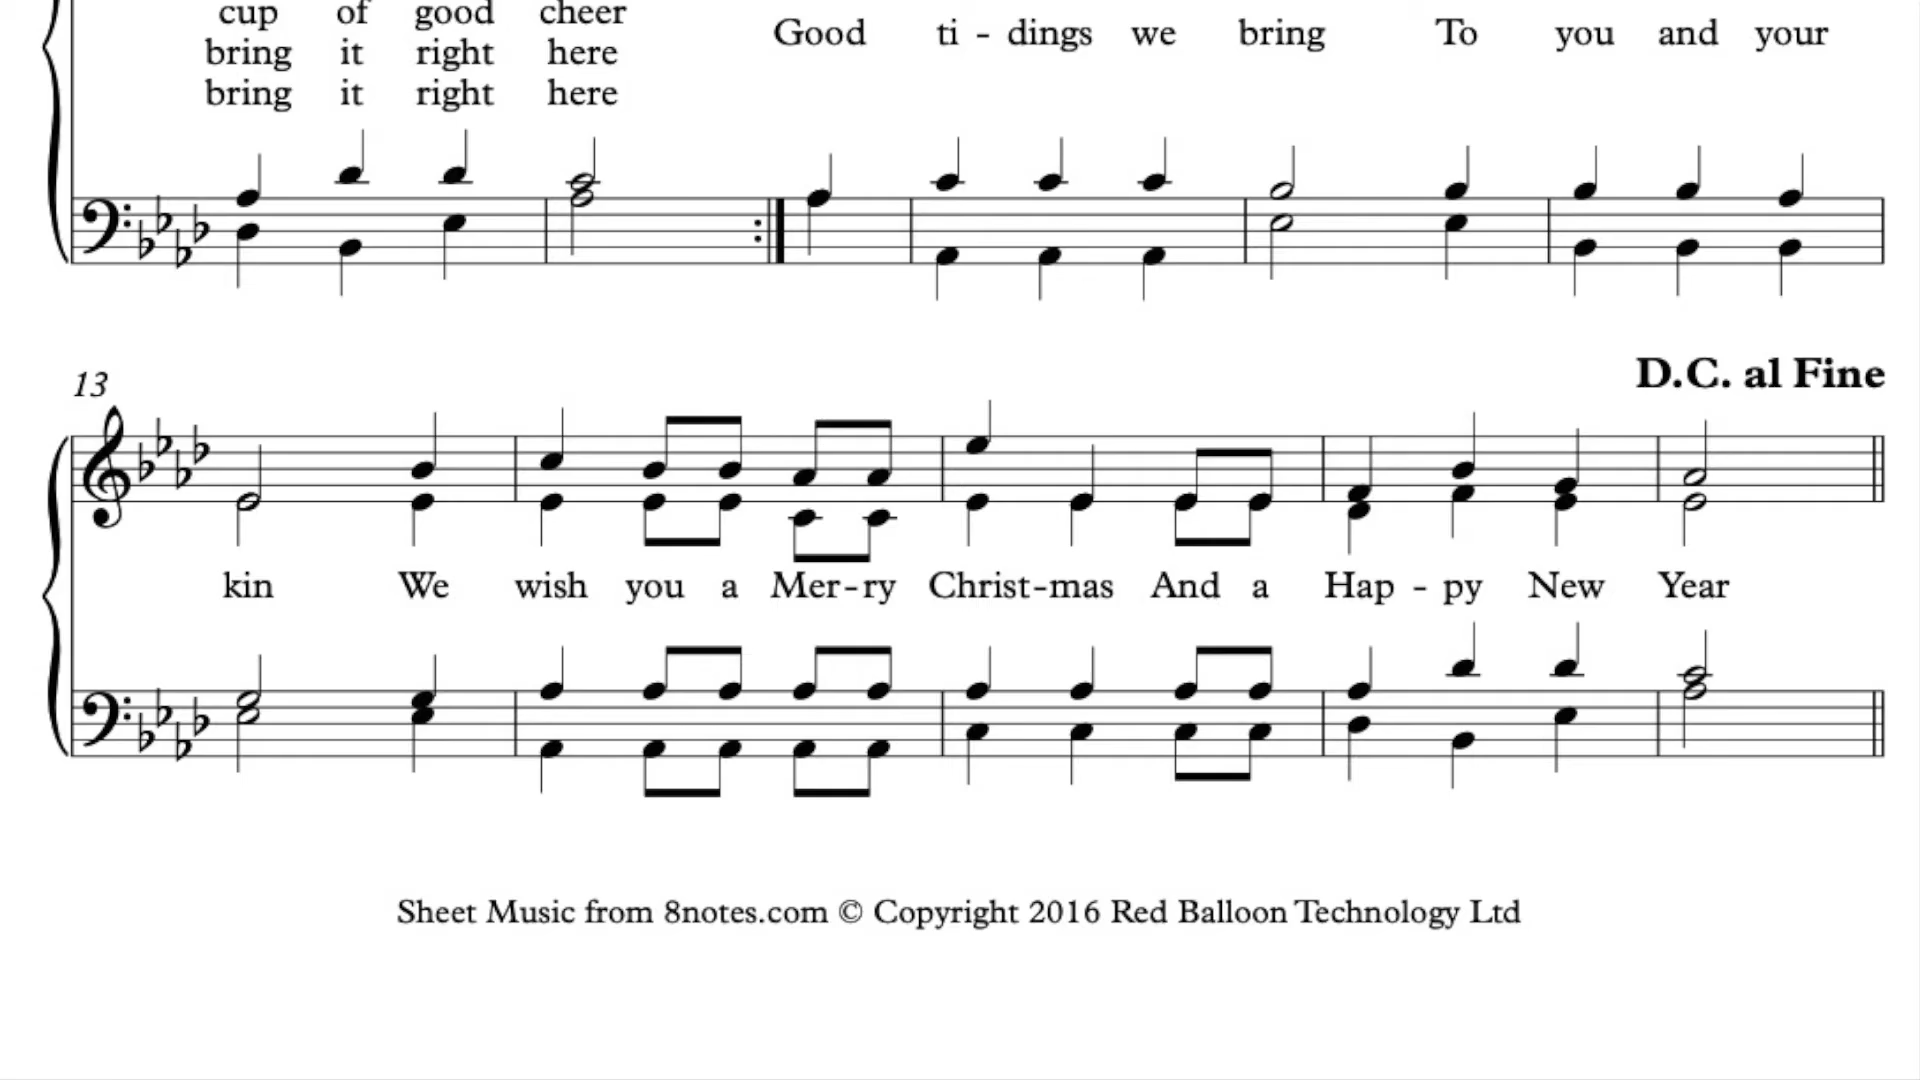 cup of good cheer
Good ti - dings we bring To you and your
bring it right here
bring it right here
13
D.C. al Fine
kin We wish you a Mer-ry Christ-mas And a Hap - py New Year
Sheet Music from 8notes.com © Copyright 2016 Red Balloon Technology Ltd